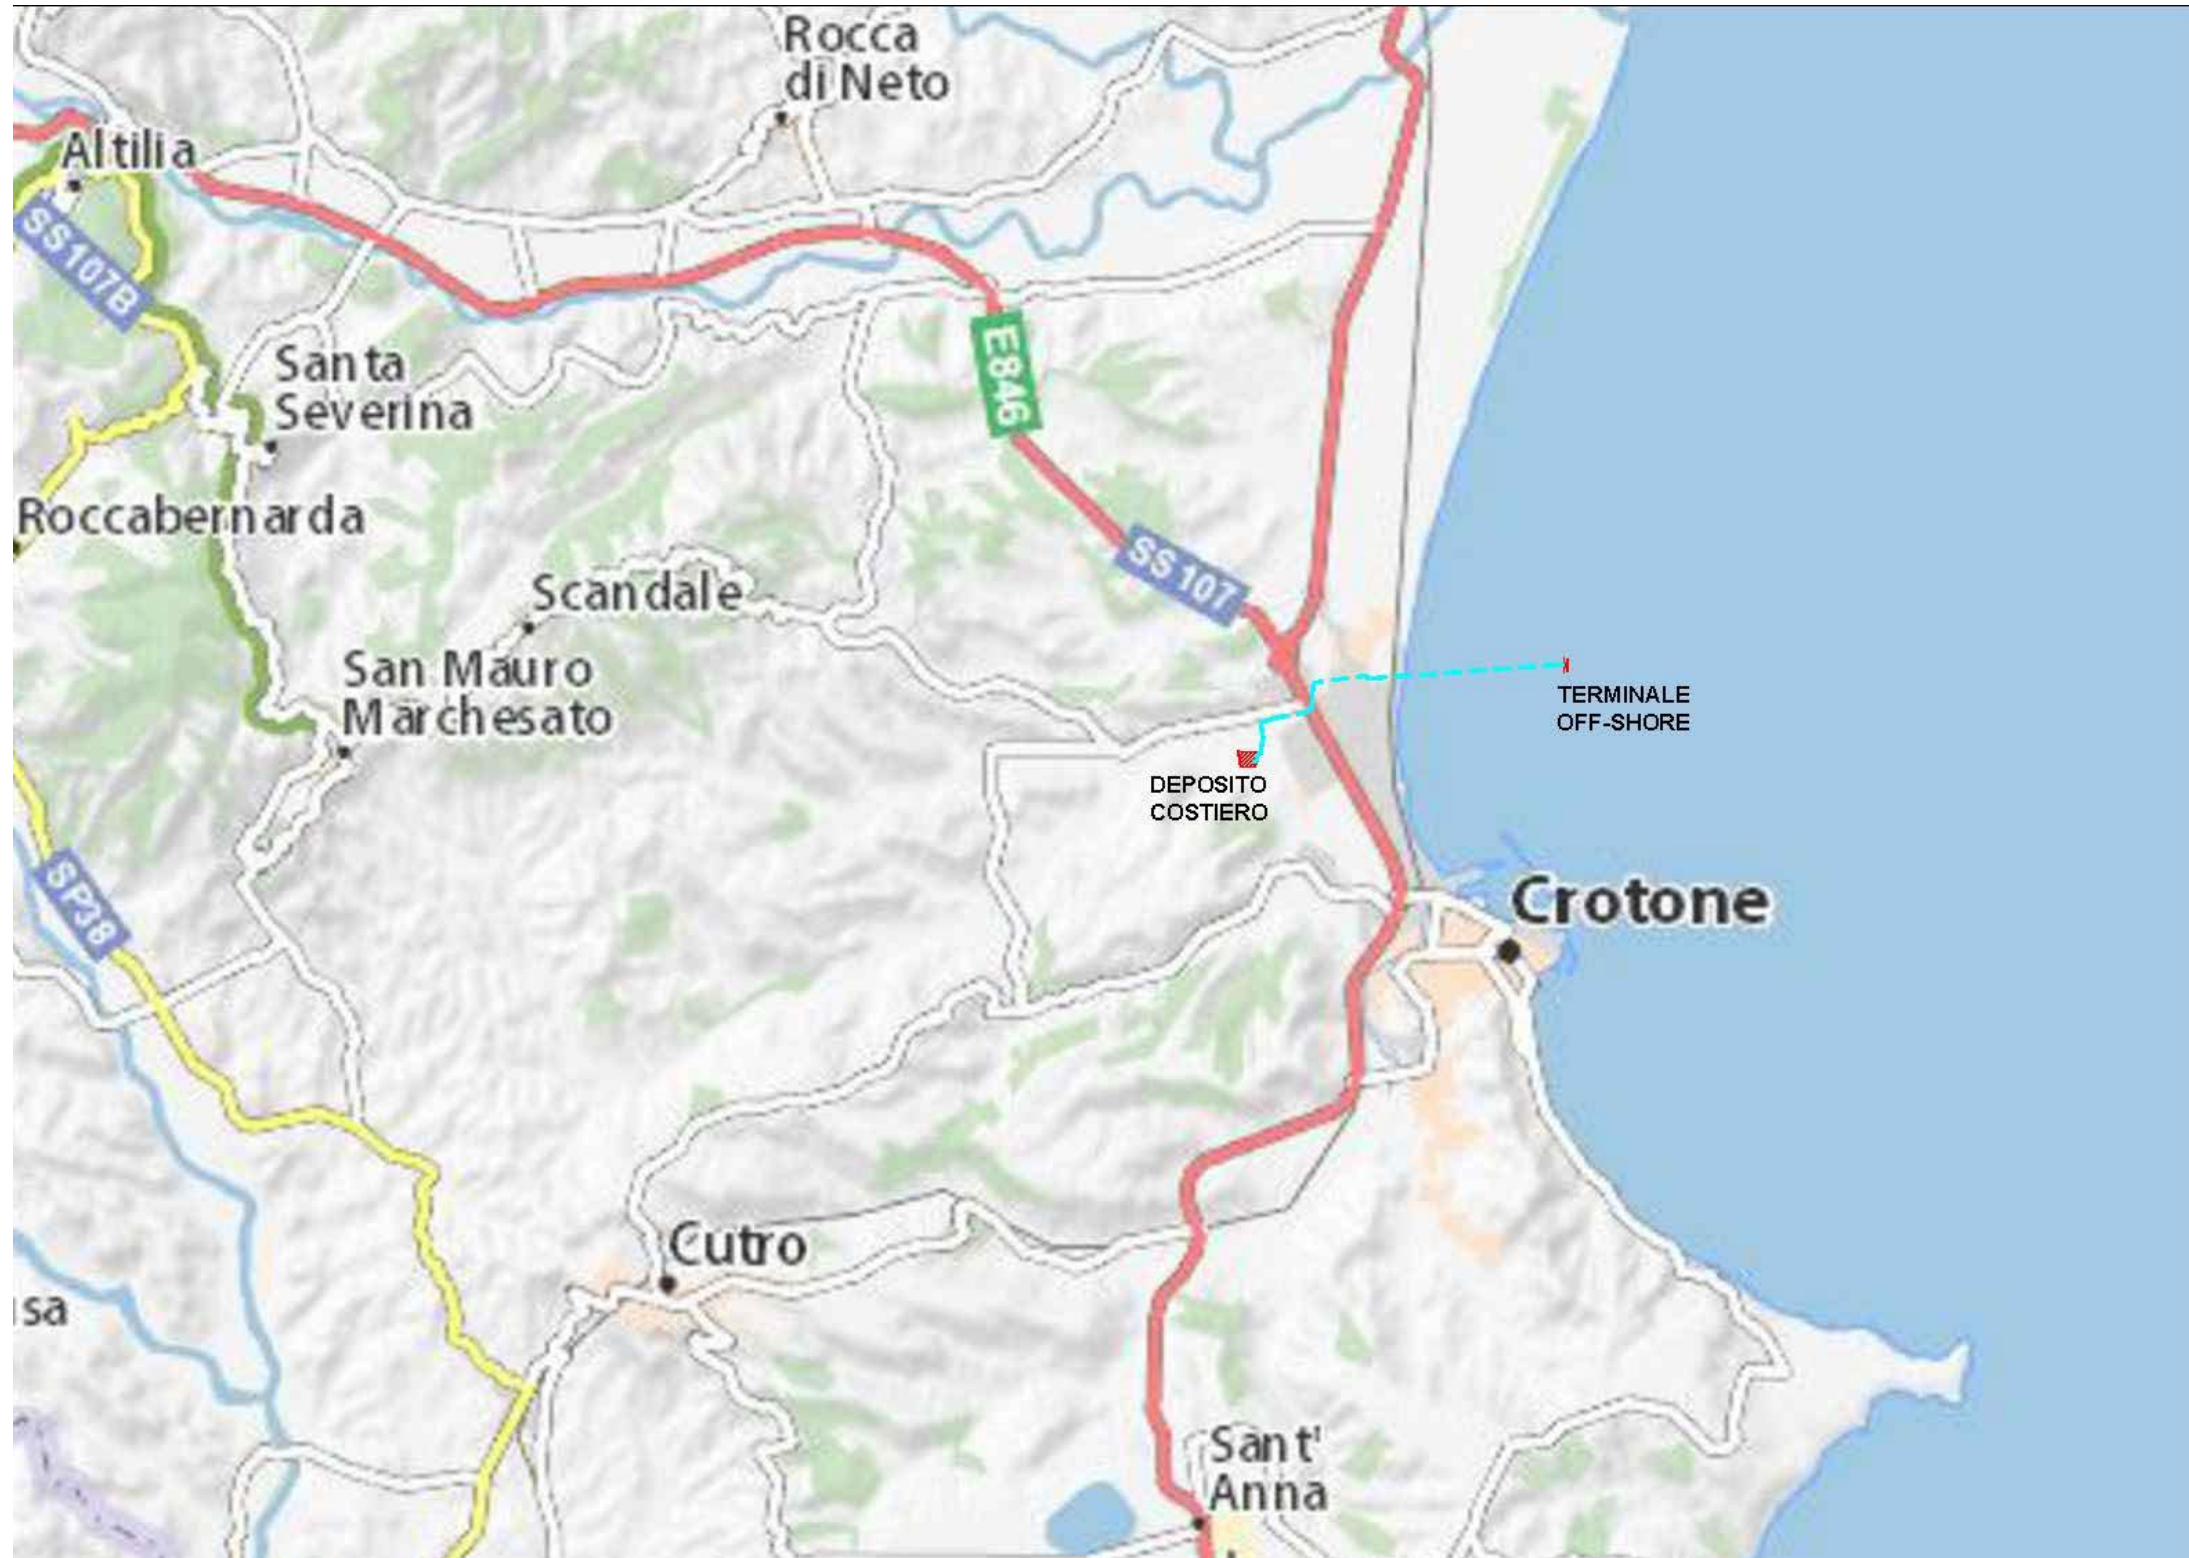 Rocca
di Neto
Altilia
SS107B
E846
Santa
Severina
Roccabernarda
SS 107
Scandale
San Mauro
Marchesato
TERMINALE
OFF-SHORE
DEPOSITO
COSTIERO
SP38
Crotone
Cutro
sa
Sant'
Anna